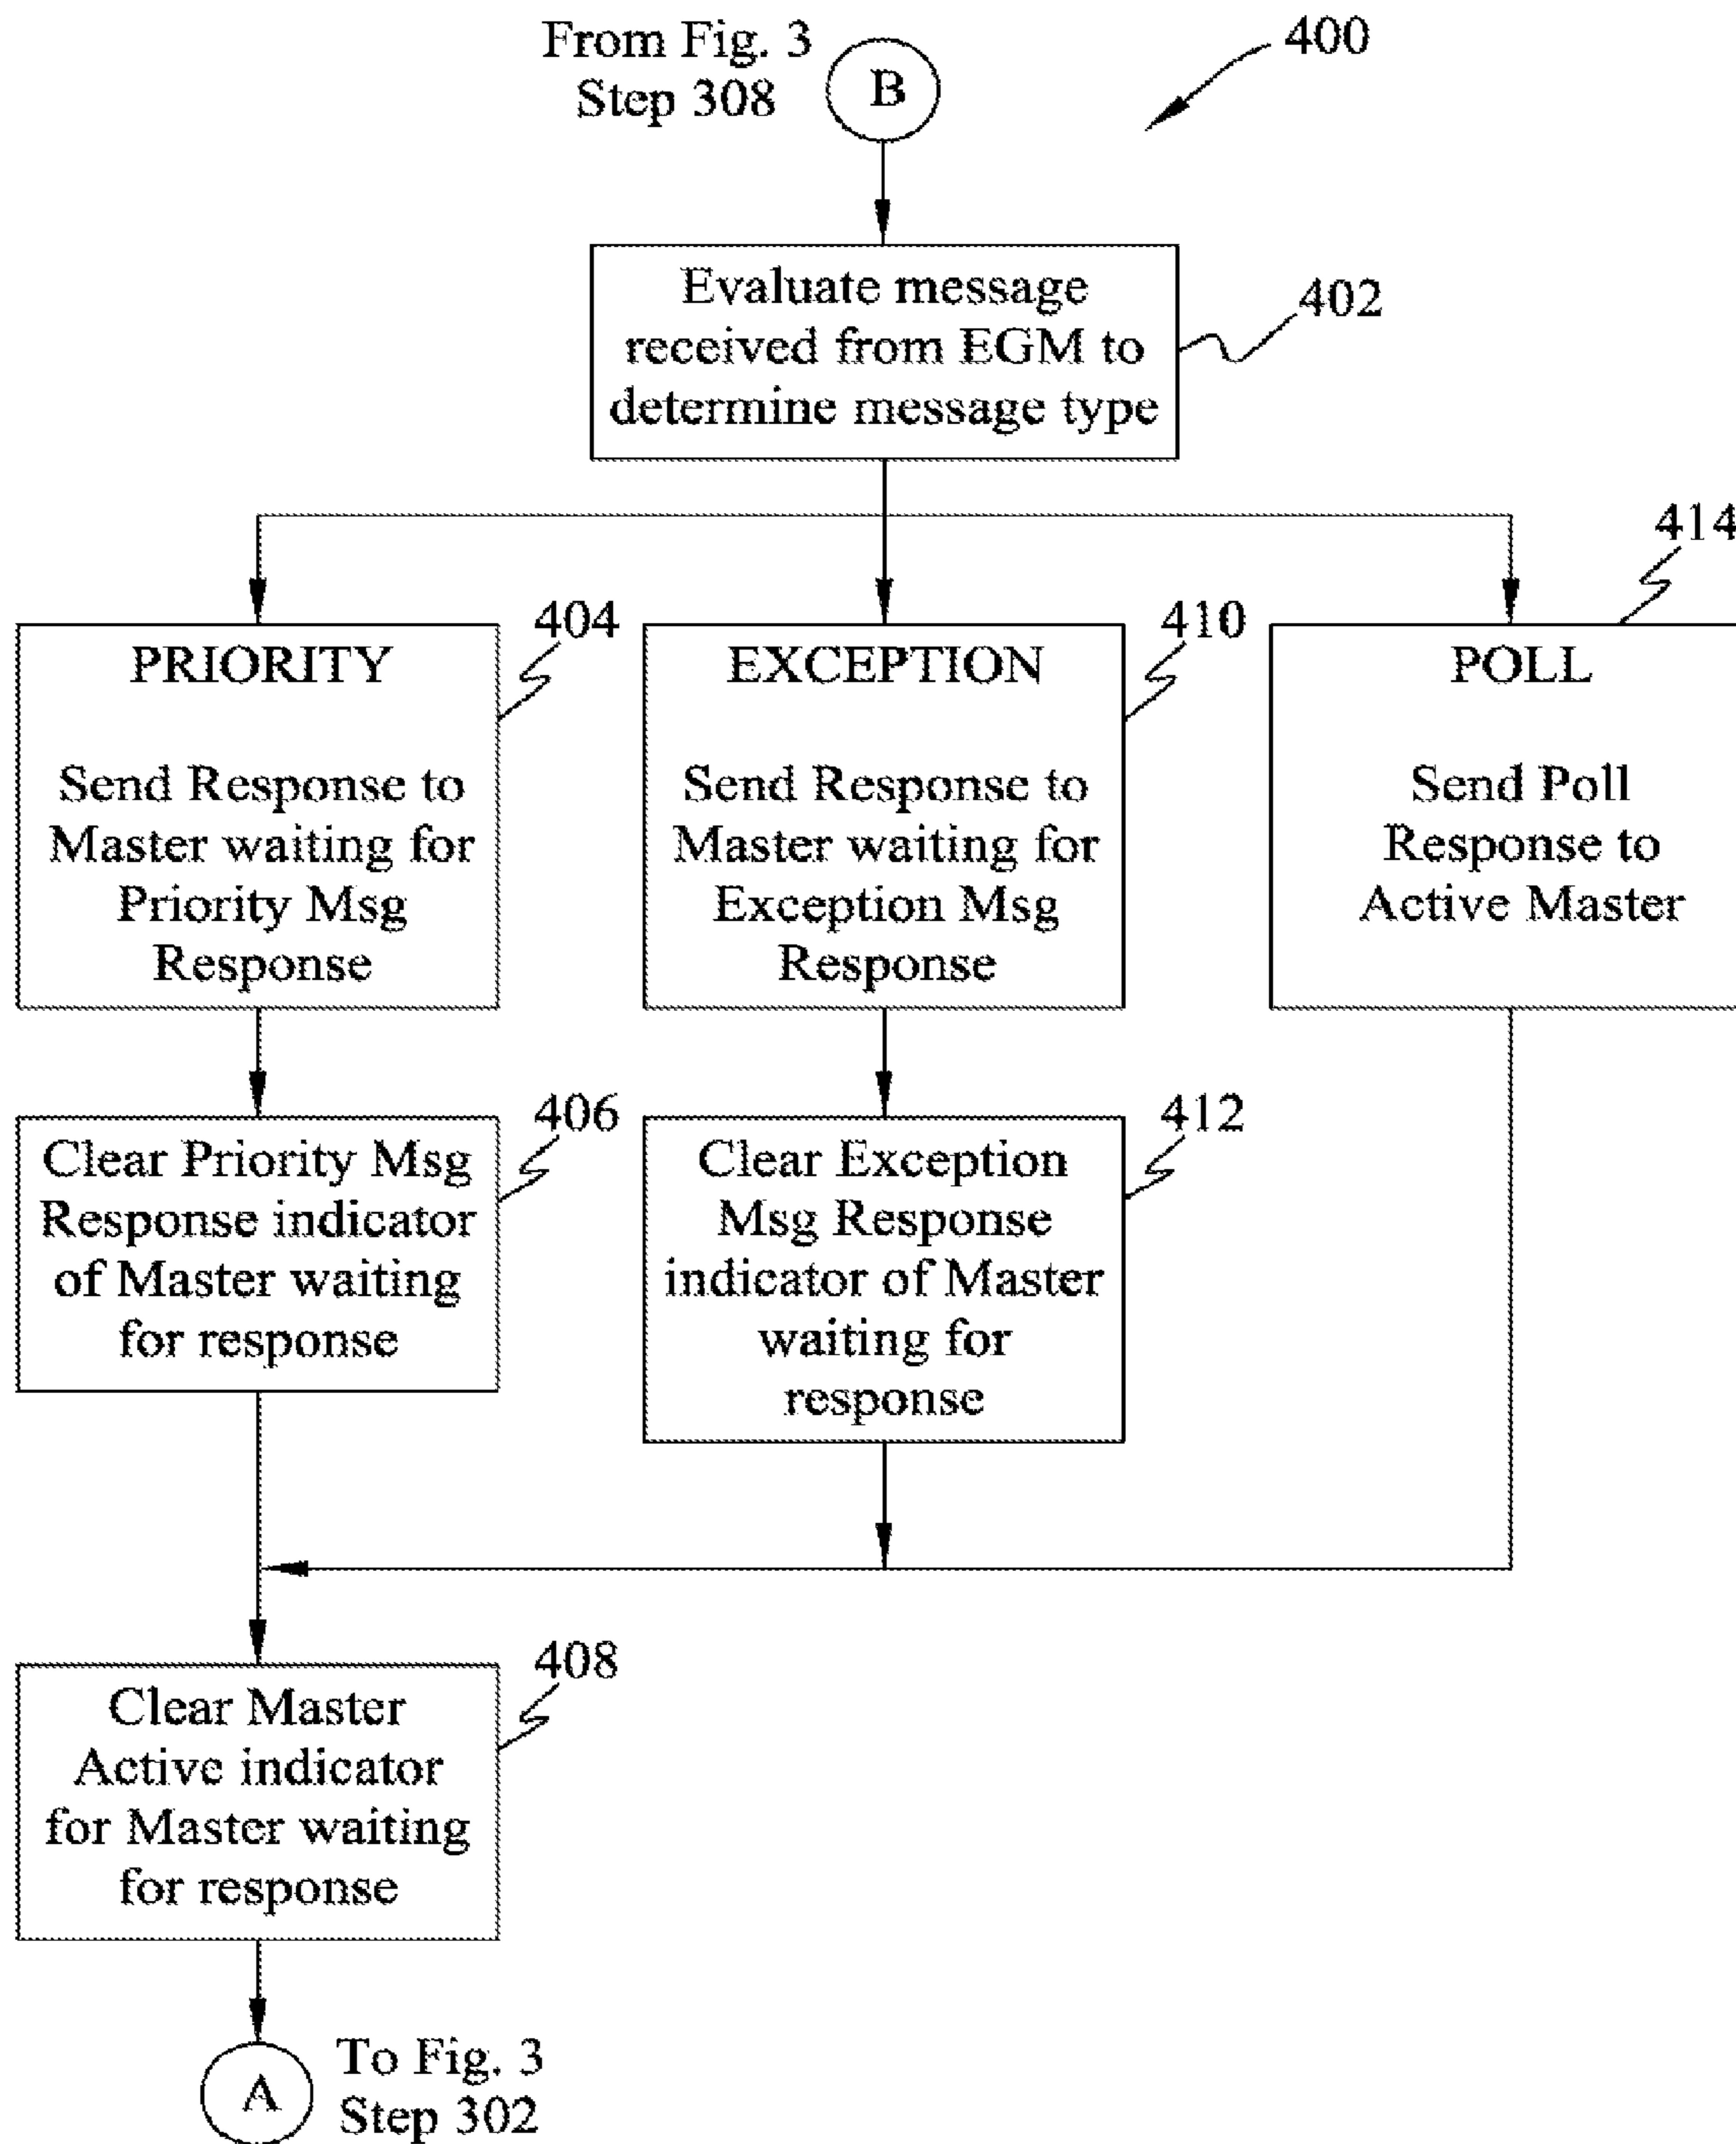 From Fig. 3
Step 308
B
400
Evaluate message
received from EGM to
determine message type
402
414
404
PRIORITY
Send Response to
Master waiting for
Priority Msg
Response
410
EXCEPTION
Send Response to
Master waiting for
Exception Msg
Response
POLL
Send Poll
Response to
Active Master
406
Clear Priority Msg
Response indicator
of Master waiting
for response
412
Clear Exception
Msg Response
indicator of Master
waiting for
response
408
Clear Master
Active indicator
for Master waiting
for response
A
To Fig. 3
Step 302